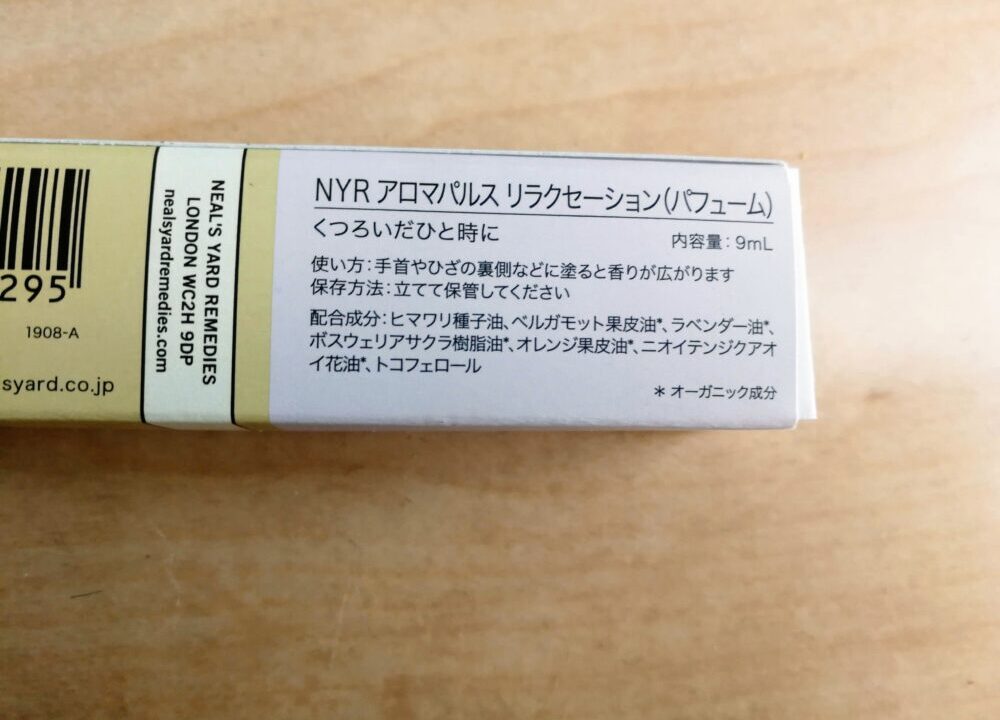 295
1908-A
syard.co.jp
NEAL'S YARD REMEDIES
LONDON WC2H 9DP
nealsyardremedies.com
NYR アロマパルス リラクセーション(パフューム)
くつろいだひと時に
内容量:9mL
使い方:手首やひざの裏側などに塗ると香りが広がります
保存方法:立てて保管してください
配合成分:ヒマワリ種子油、ベルガモット果皮油*、ラベンダー油*、
ボスウェリアサクラ樹脂油*、オレンジ果皮油*、ニオイテンジクアオ
イ花油*、トコフェロール
* オーガニック成分